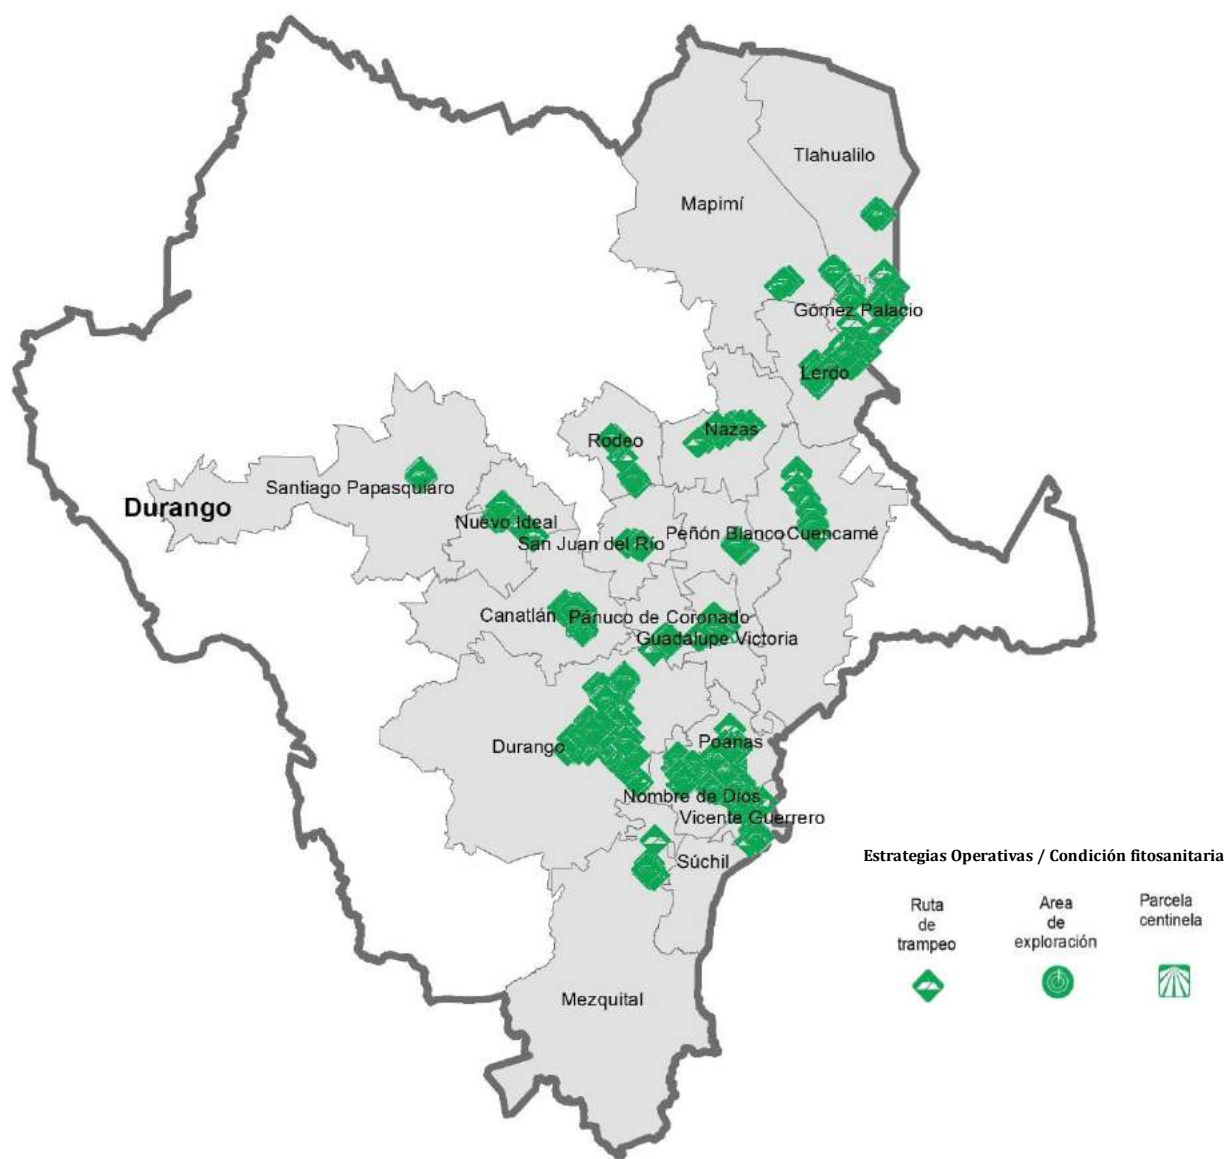 Tlahualilo
Mapimí
Gómez Palacio
Lerdo
Nazas
Rodeo
Santiago Papasquiaro
Durango
Nuevo Ideal
Peñón Blanco
Cuencamé
San Juan del Río
Canatlán
Pánuco de Coronado
Guadalupe Victoria
Poanas
Durango
Nombre de Dios
Vicente Guerrero
Súchil
Mezquital
Estrategias Operativas / Condición fitosanitaria
Ruta
de
trampeo
Area
de
exploración
Parcela
centinela